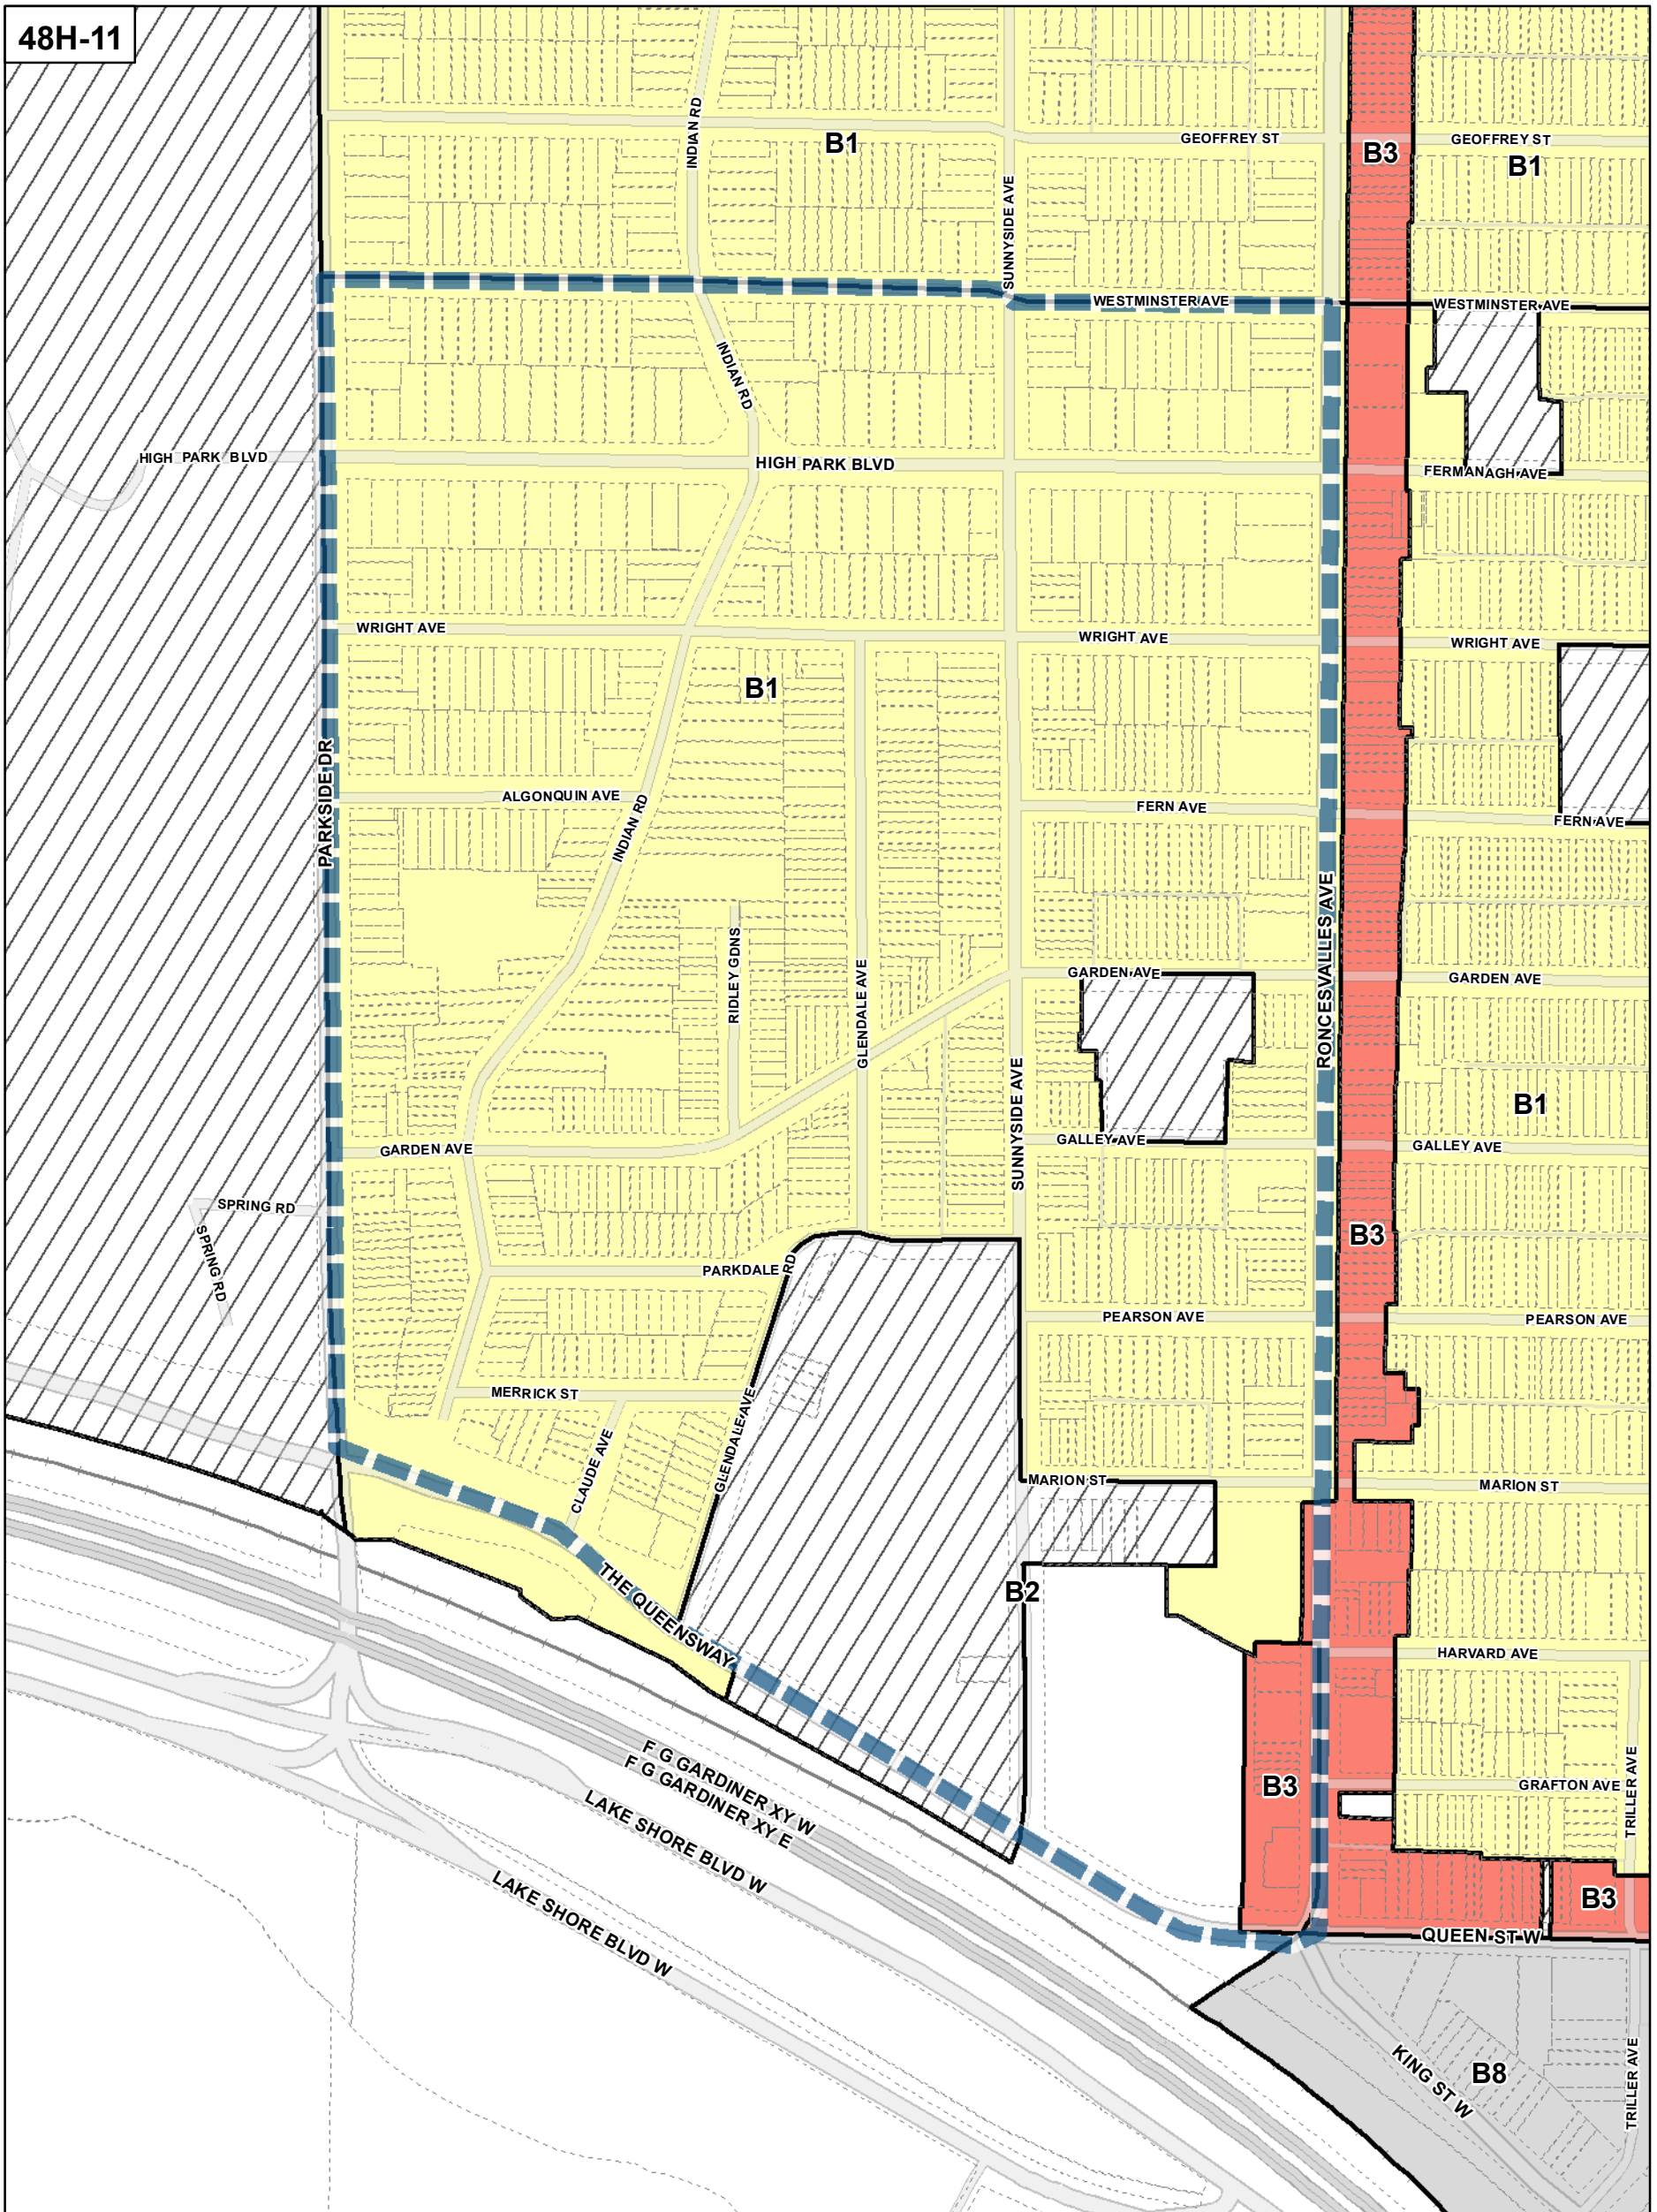 48H-11
INDIAN RD
B1
GEOFFREY ST
B3
GEOFFREY ST
B1
SUNNYSIDE AVE
WESTMINSTER AVE
WESTMINSTER AVE
INDIAN RD
HIGH PARK BLVD
HIGH PARK BLVD
FERMANAGH AVE
WRIGHT AVE
WRIGHT AVE
WRIGHT AVE
B1
PARKSIDE DR
ALGONQUIN AVE
INDIAN RD
FERN AVE
FERN AVE
RONCESVALLES AVE
RIDLEY GDNS
GLENDALE AVE
GARDEN AVE
GARDEN AVE
SUNNYSIDE AVE
B1
GARDEN AVE
GALLEY AVE
GALLEY AVE
SPRING RD
SPRING RD
B3
PARKDALE RD
PEARSON AVE
PEARSON AVE
MERRICK ST
GLENDALE AVE
CLAUDE AVE
MARION ST
MARION ST
THE QUEENSWAY
B2
HARVARD AVE
F G GARDINER XY W
F G GARDINER XY E
B3
GRAFTON AVE
TRILLER AVE
LAKE SHORE BLVD W
LAKE SHORE BLVD W
B3
QUEEN ST W
KING ST W
B8
TRILLER AVE